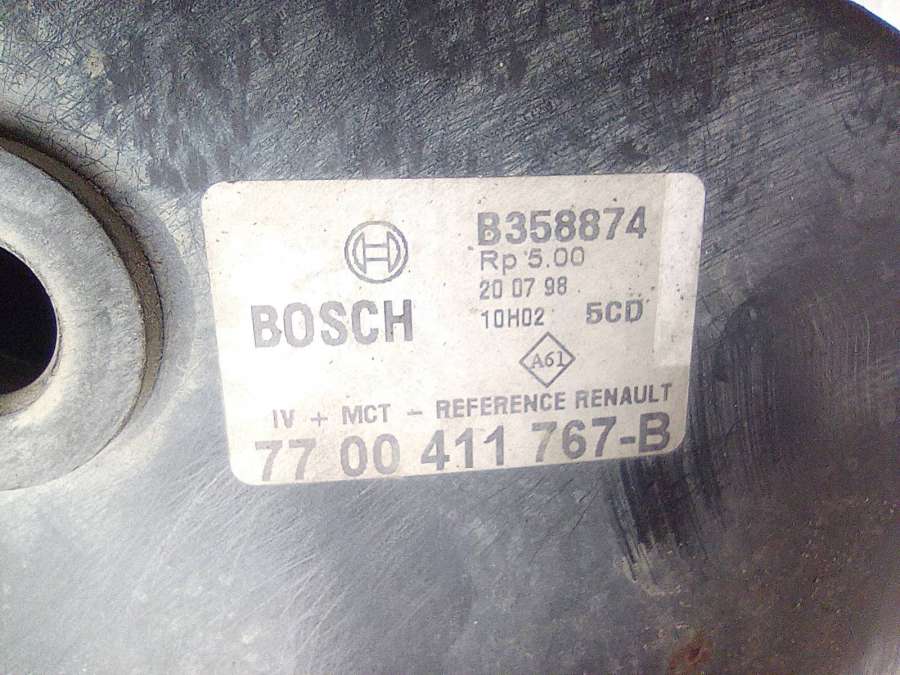 B358874
Rp 5.00
20 07 98
BOSCH
10H02 5CD
A61
IV + MCT - REFERENCE RENAULT
77 00 411 767-B